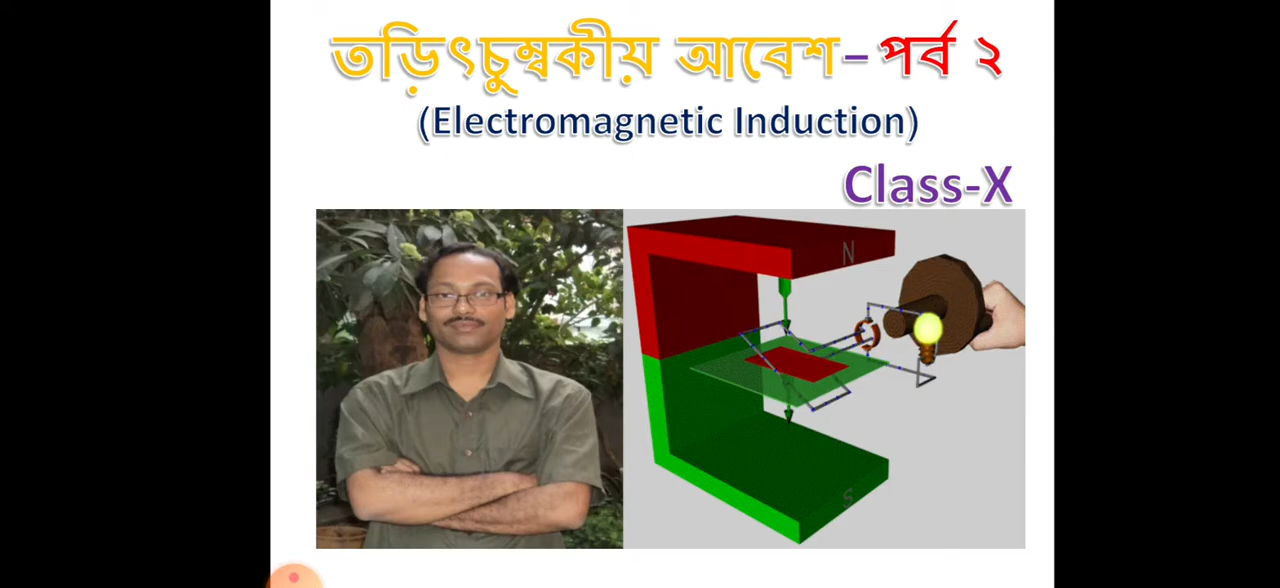 তড়িৎচুম্বকীয় আবেশ– পর্ব ২
(Electromagnetic Induction)
Class-X
N
S